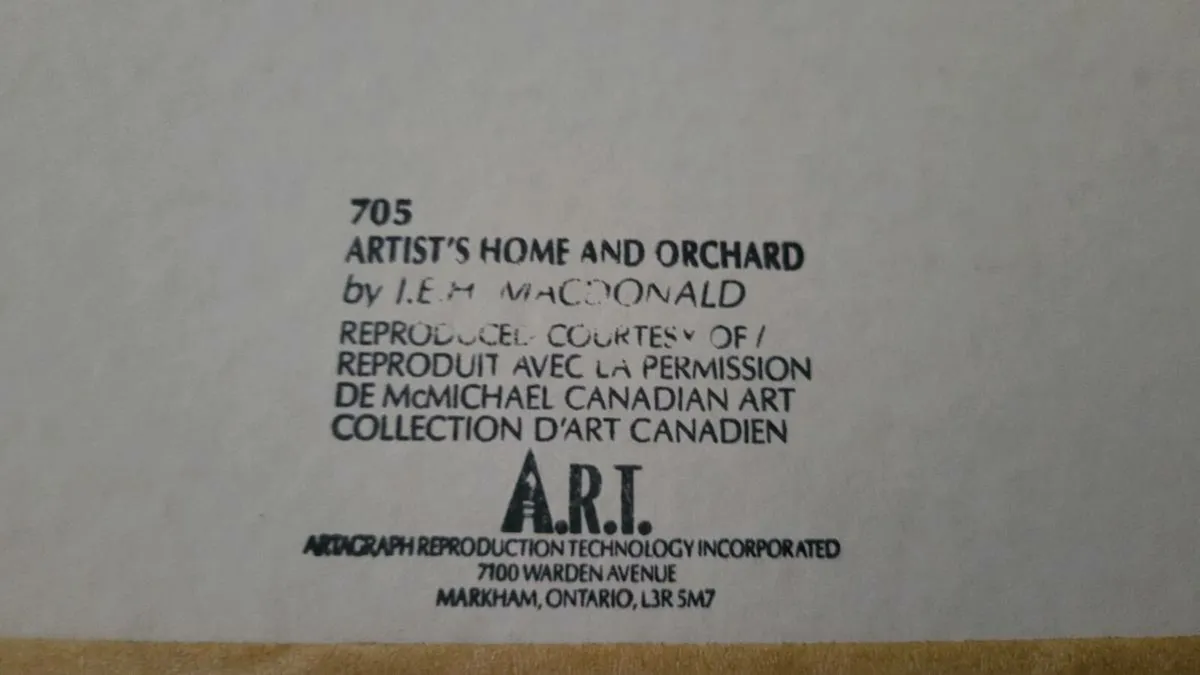 705
ARTIST'S HOME AND ORCHARD
by J.E.H. MACDONALD
REPRODUCED COURTESY OF /
REPRODUIT AVEC LA PERMISSION
DE McMICHAEL CANADIAN ART
COLLECTION D'ART CANADIEN
A.R.T.
ARTAGRAPH REPRODUCTION TECHNOLOGY INCORPORATED
7100 WARDEN AVENUE
MARKHAM, ONTARIO, L3R 5M7